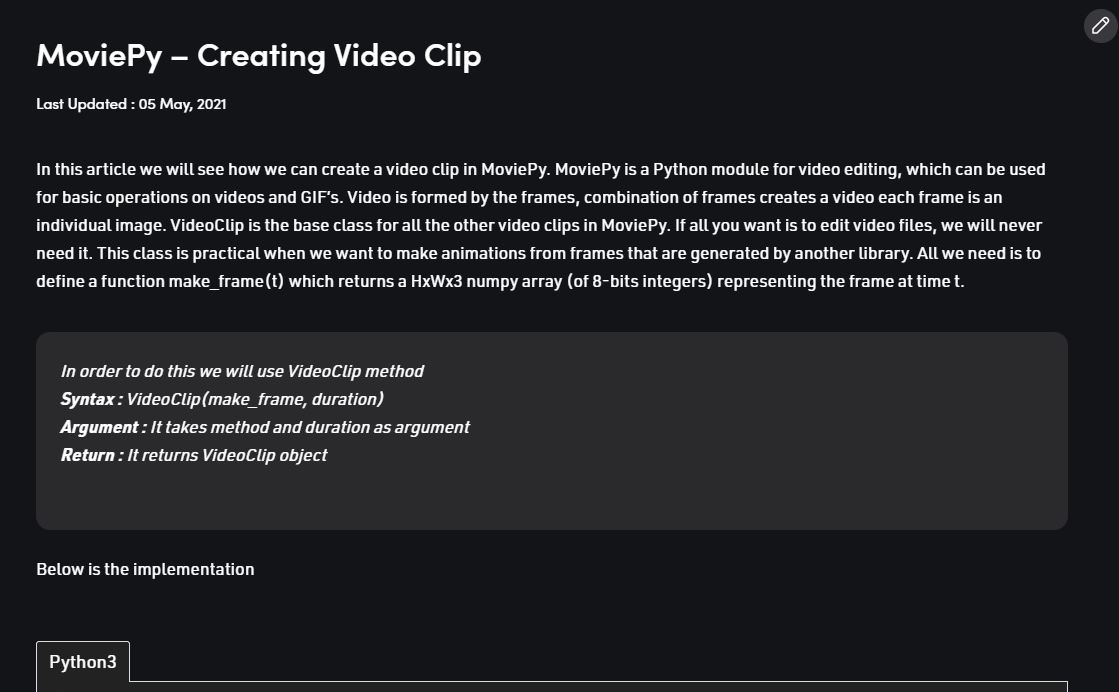 MoviePy – Creating Video Clip
Last Updated : 05 May, 2021
In this article we will see how we can create a video clip in MoviePy. MoviePy is a Python module for video editing, which can be used
for basic operations on videos and GIF’s. Video is formed by the frames, combination of frames creates a video each frame is an
individual image. VideoClip is the base class for all the other video clips in MoviePy. If all you want is to edit video files, we will never
need it. This class is practical when we want to make animations from frames that are generated by another library. All we need is to
define a function make_frame(t) which returns a HxWx3 numpy array (of 8-bits integers) representing the frame at time t.
In order to do this we will use VideoClip method
Syntax : VideoClip(make_frame, duration)
Argument : It takes method and duration as argument
Return : It returns VideoClip object
Below is the implementation
Python3